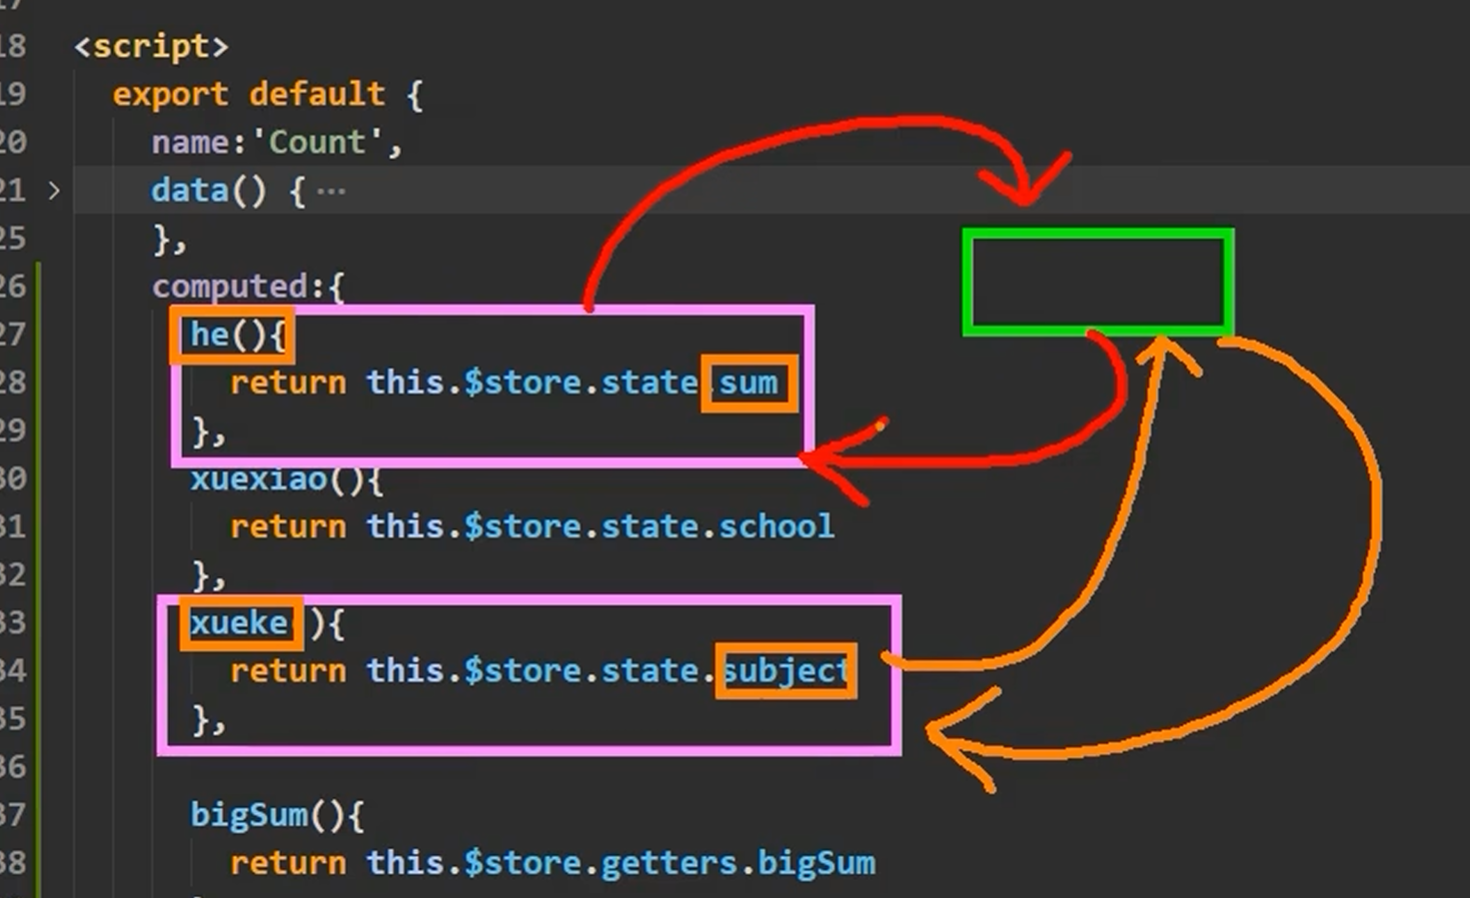 18 <script>
19 export default {
20 name:'Count',
21 > data() { ···
25 },
26 computed:{
27 he(){
28 return this.$store.state.sum
29 },
30 xuexiao(){
31 return this.$store.state.school
32 },
33 xueke ){
34 return this.$store.state.subject
35 },
36
37 bigSum(){
38 return this.$store.getters.bigSum